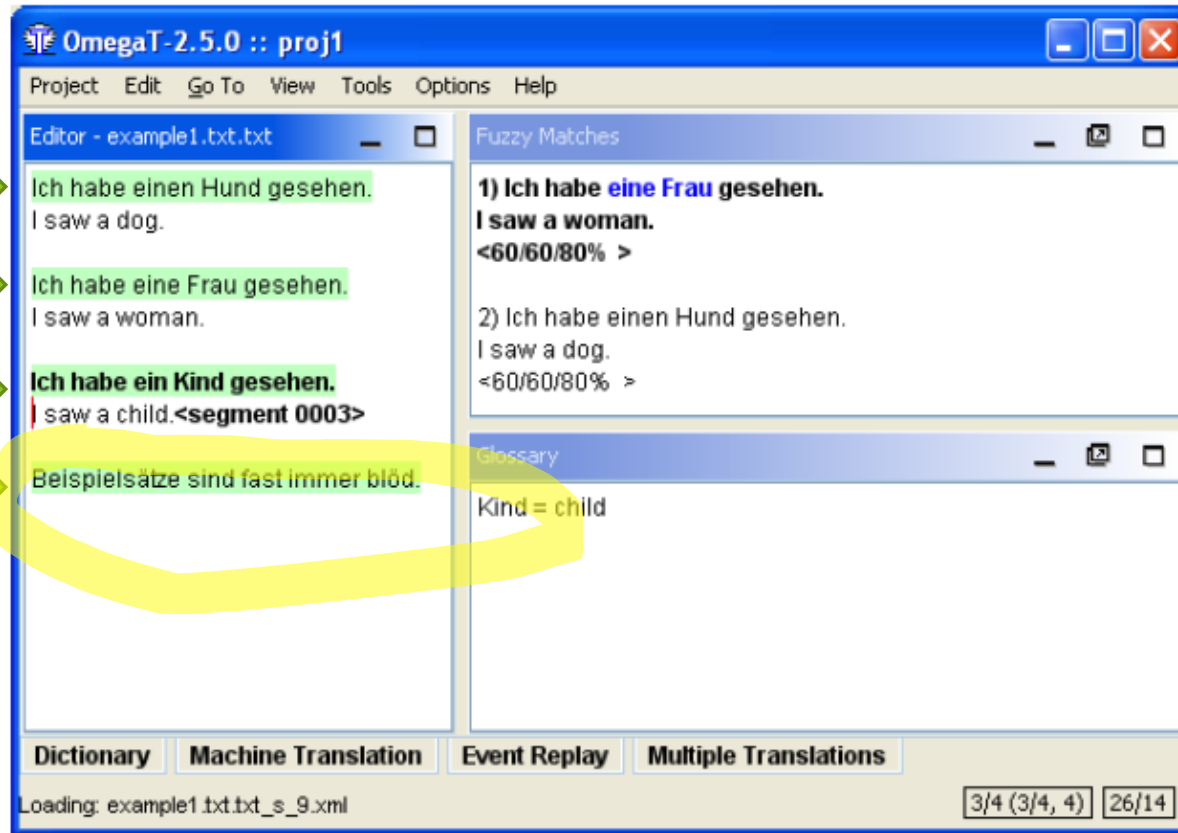 OmegaT-2.5.0 :: proj1
Project Edit Go To View Tools Options Help
Editor - example1.txt.txt
Ich habe einen Hund gesehen.
I saw a dog.
Ich habe eine Frau gesehen.
I saw a woman.
Ich habe ein Kind gesehen.
I saw a child.<segment 0003>
Beispielsätze sind fast immer blöd.
Fuzzy Matches
1) Ich habe eine Frau gesehen.
I saw a woman.
<60/60/80% >
2) Ich habe einen Hund gesehen.
I saw a dog.
<60/60/80% >
Glossary
Kind = child
Dictionary Machine Translation Event Replay Multiple Translations
Loading: example1.txt.txt_s_9.xml 3/4 (3/4, 4) 26/14